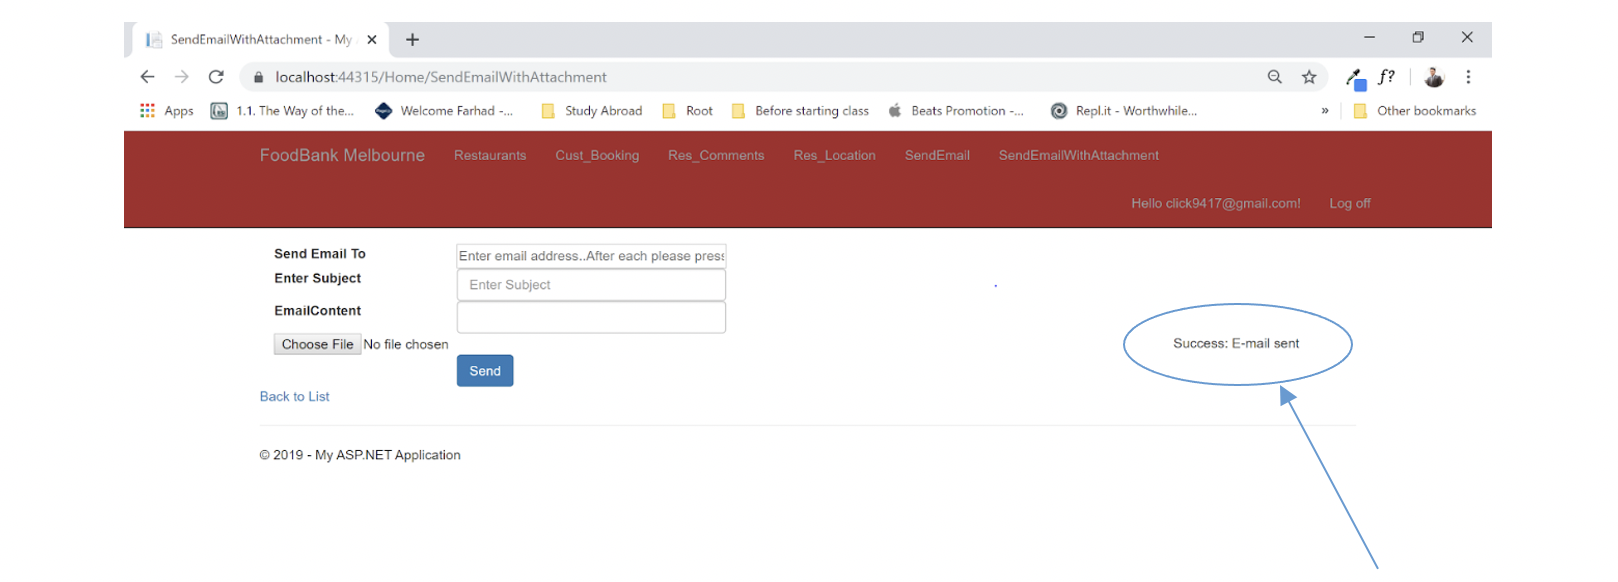 SendEmailWithAttachment - My
localhost:44315/Home/SendEmailWithAttachment
f?
Apps 1.1. The Way of the... Welcome Farhad -... Study Abroad Root Before starting class Beats Promotion -... Repl.it - Worthwhile... » Other bookmarks
FoodBank Melbourne Restaurants Cust_Booking Res_Comments Res_Location SendEmail SendEmailWithAttachment
Hello click9417@gmail.com! Log off
Send Email To Enter email address..After each please press
Enter Subject Enter Subject
EmailContent
Choose File No file chosen Success: E-mail sent
Send
Back to List
© 2019 - My ASP.NET Application